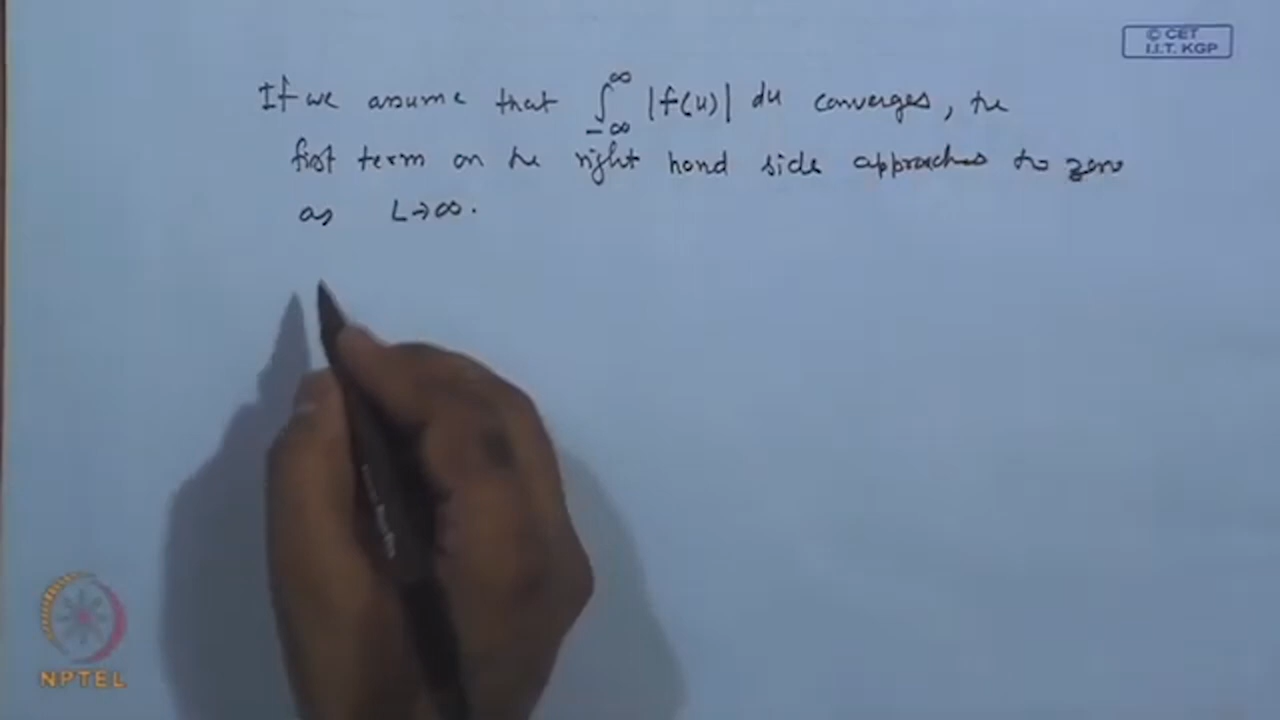 © CET
I.I.T. KGP
If we assume that ∫_{-∞}^{∞} |f(u)| du converges, the
first term on the right hand side approaches to zero
as L→∞.
NPTEL